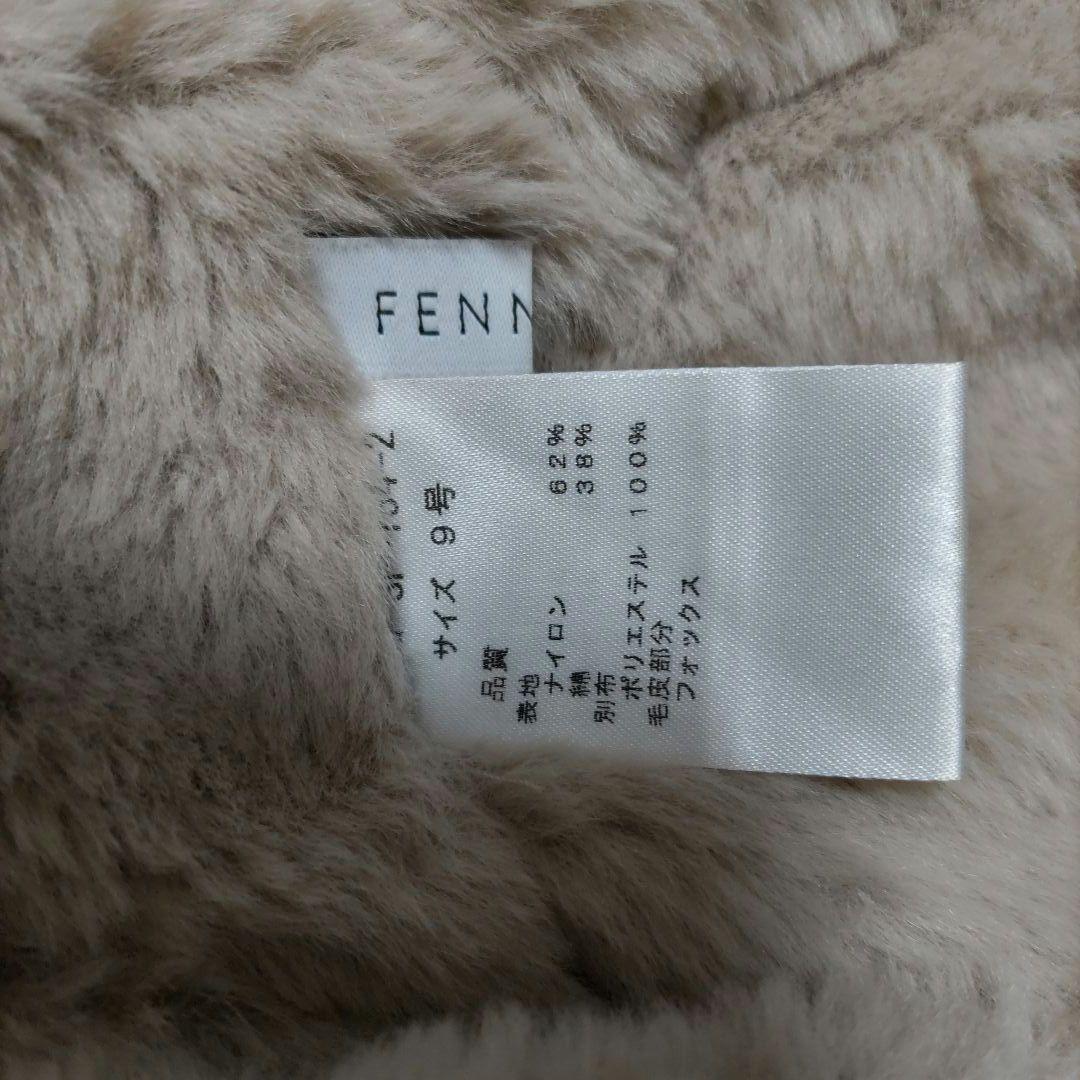 FENN
サイズ 9号
品質
表地
ナイロン 62%
綿 38%
別布
ポリエステル 100%
毛皮部分
フォックス